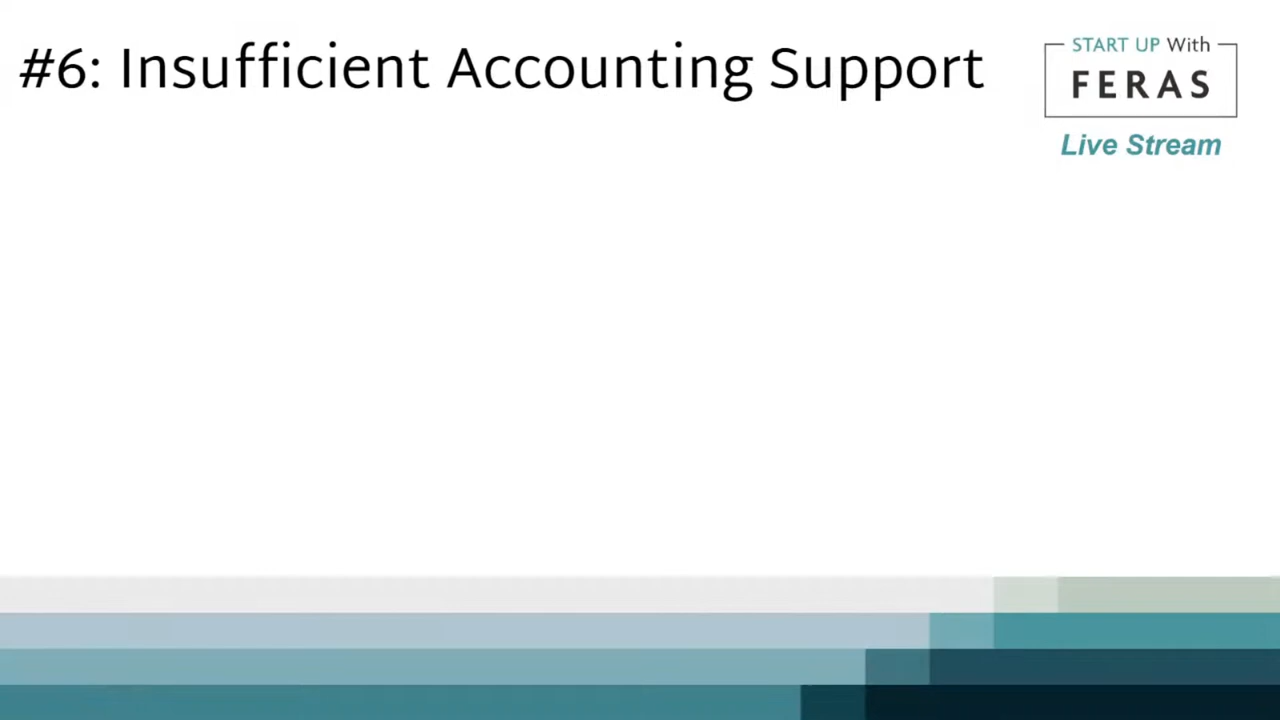 #6: Insufficient Accounting Support
START UP With
FERAS
Live Stream